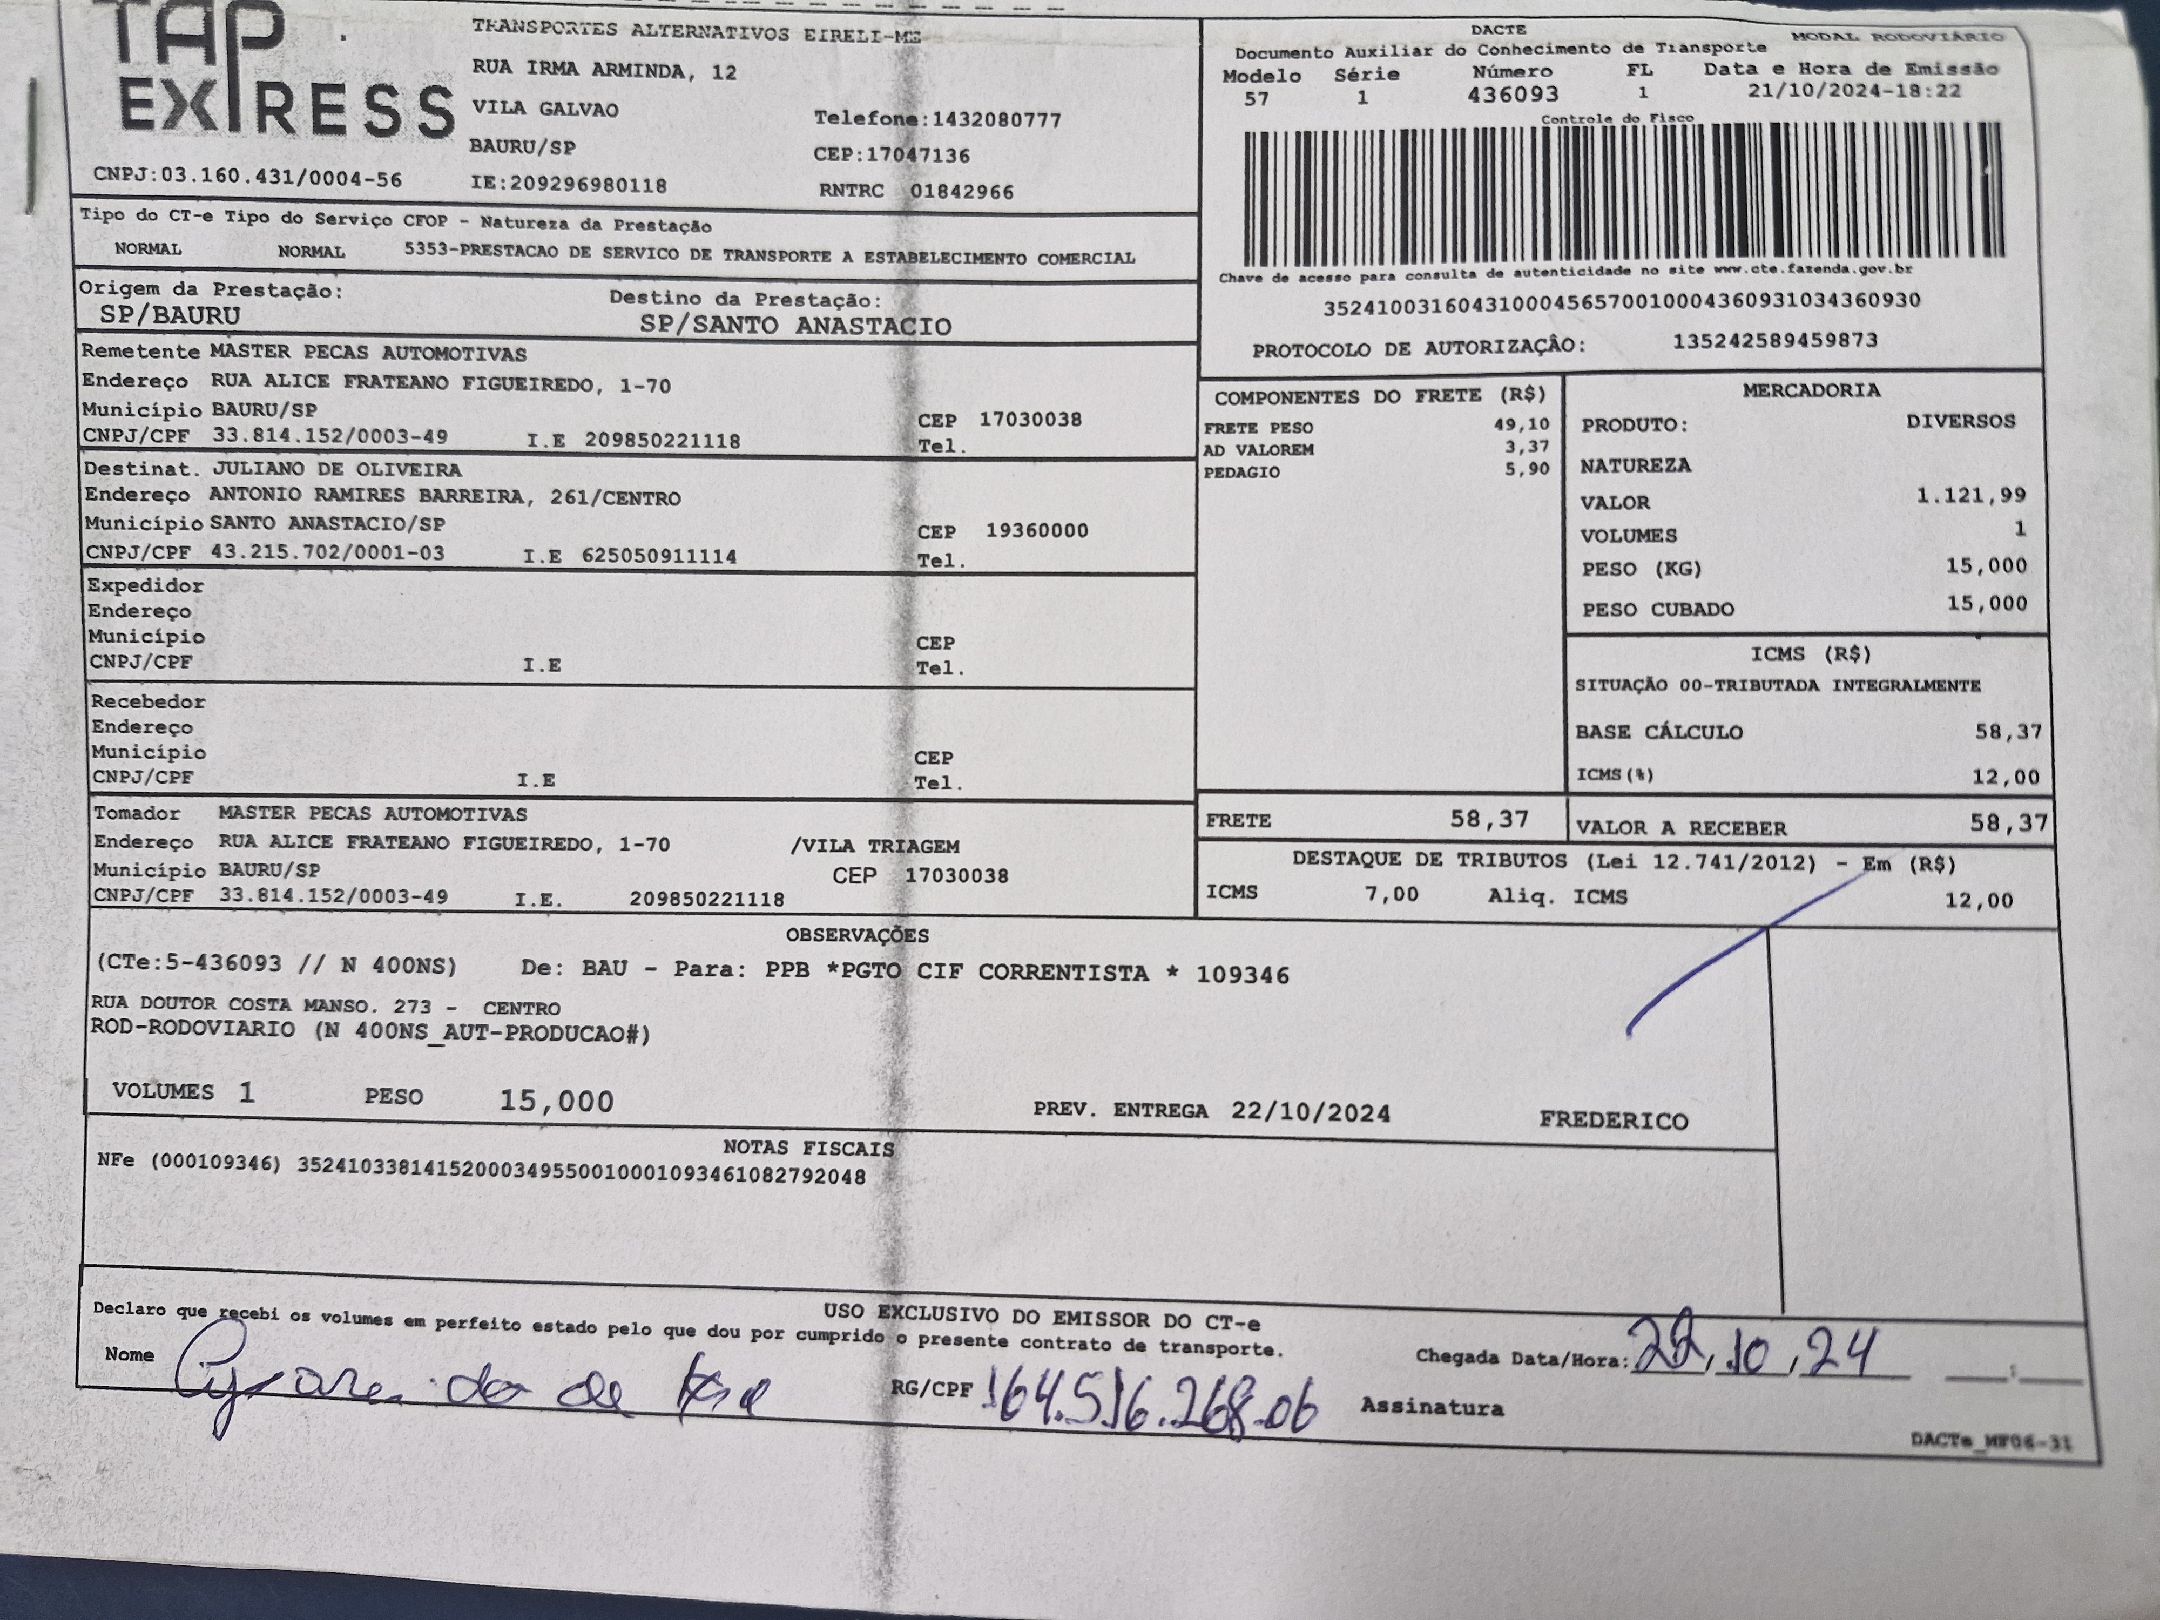 TAP
EXPRESS
TRANSPORTES ALTERNATIVOS EIRELI-ME
RUA IRMA ARMINDA, 12
VILA GALVAO
Telefone:1432080777
BAURU/SP
CEP:17047136
CNPJ:03.160.431/0004-56
IE:209296980118
RNTRC 01842966
DACTE
MODAL RODOVIÁRIO
Documento Auxiliar do Conhecimento de Transporte
Modelo Série Número FL Data e Hora de Emissão
57 1 436093 1 21/10/2024-18:22
Controle do Fisco
Chave de acesso para consulta de autenticidade no site www.cte.fazenda.gov.br
35241003160431000456570010004360931034360930
PROTOCOLO DE AUTORIZAÇÂO: 135242589459873
Tipo do CT-e Tipo do Serviço CFOP - Natureza da Prestação
NORMAL NORMAL 5353-PRESTACAO DE SERVICO DE TRANSPORTE A ESTABELECIMENTO COMERCIAL
Origem da Prestação: Destino da Prestação:
SP/BAURU SP/SANTO ANASTACIO
Remetente MASTER PECAS AUTOMOTIVAS
Endereço RUA ALICE FRATEANO FIGUEIREDO, 1-70
Município BAURU/SP CEP 17030038
CNPJ/CPF 33.814.152/0003-49 I.E 209850221118 Tel.
Destinat. JULIANO DE OLIVEIRA
Endereço ANTONIO RAMIRES BARREIRA, 261/CENTRO
Município SANTO ANASTACIO/SP CEP 19360000
CNPJ/CPF 43.215.702/0001-03 I.E 625050911114 Tel.
Expedidor
Endereço
Município CEP
CNPJ/CPF I.E Tel.
Recebedor
Endereço
Município CEP
CNPJ/CPF I.E Tel.
Tomador MASTER PECAS AUTOMOTIVAS
Endereço RUA ALICE FRATEANO FIGUEIREDO, 1-70 /VILA TRIAGEM
Município BAURU/SP CEP 17030038
CNPJ/CPF 33.814.152/0003-49 I.E. 209850221118
COMPONENTES DO FRETE (R$)
FRETE PESO 49,10
AD VALOREM 3,37
PEDAGIO 5,90
MERCADORIA
PRODUTO: DIVERSOS
NATUREZA
VALOR 1.121,99
VOLUMES 1
PESO (KG) 15,000
PESO CUBADO 15,000
ICMS (R$)
SITUAÇÃO 00-TRIBUTADA INTEGRALMENTE
BASE CÁLCULO 58,37
ICMS(%) 12,00
FRETE 58,37 VALOR A RECEBER 58,37
DESTAQUE DE TRIBUTOS (Lei 12.741/2012) - Em (R$)
ICMS 7,00 Aliq. ICMS 12,00
OBSERVAÇÕES
(CTe:5-436093 // N 400NS) De: BAU - Para: PPB *PGTO CIF CORRENTISTA * 109346
RUA DOUTOR COSTA MANSO. 273 - CENTRO
ROD-RODOVIARIO (N 400NS_AUT-PRODUCAO#)
VOLUMES 1 PESO 15,000 PREV. ENTREGA 22/10/2024 FREDERICO
NOTAS FISCAIS
NFe (000109346) 35241033814152000349550010001093461082792048
USO EXCLUSIVO DO EMISSOR DO CT-e
Declaro que recebi os volumes em perfeito estado pelo que dou por cumprido o presente contrato de transporte.
Nome RG/CPF 164.516.268-06 Chegada Data/Hora: 22,10,24
Assinatura
DACTe_MF06-31